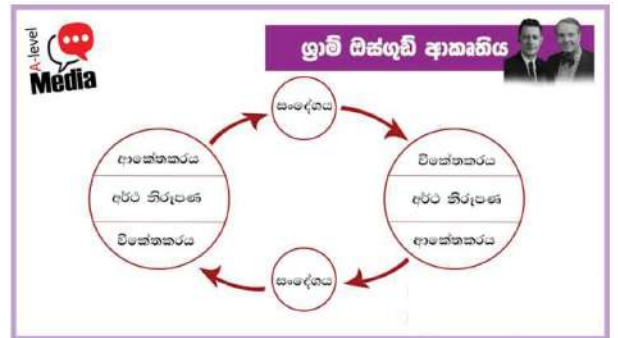 A-level
Media
ශ්‍රාම් ඔස්ගුඩ් ආකෘතිය
සංදේශය
ආකේතකරය
අර්ථ නිරූපණ
විකේතකරය
විකේතකරය
අර්ථ නිරූපණ
ආකේතකරය
සංදේශය